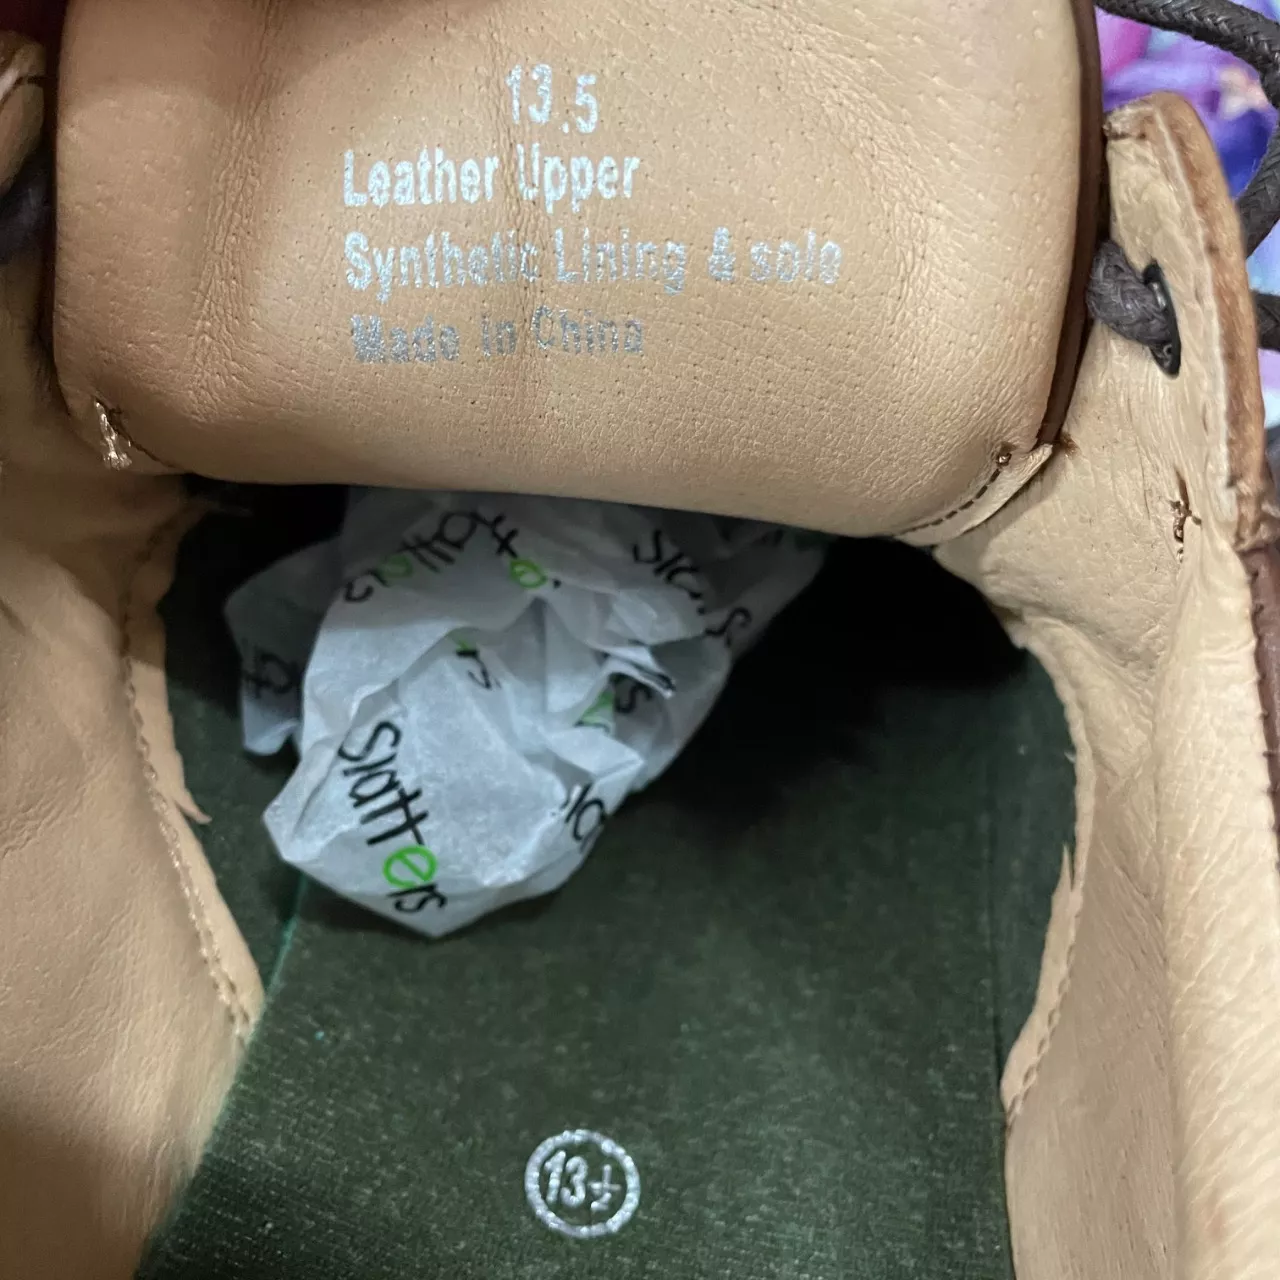 13.5
Leather Upper
Synthetic Lining & sole
Made in China
Slatters
13½